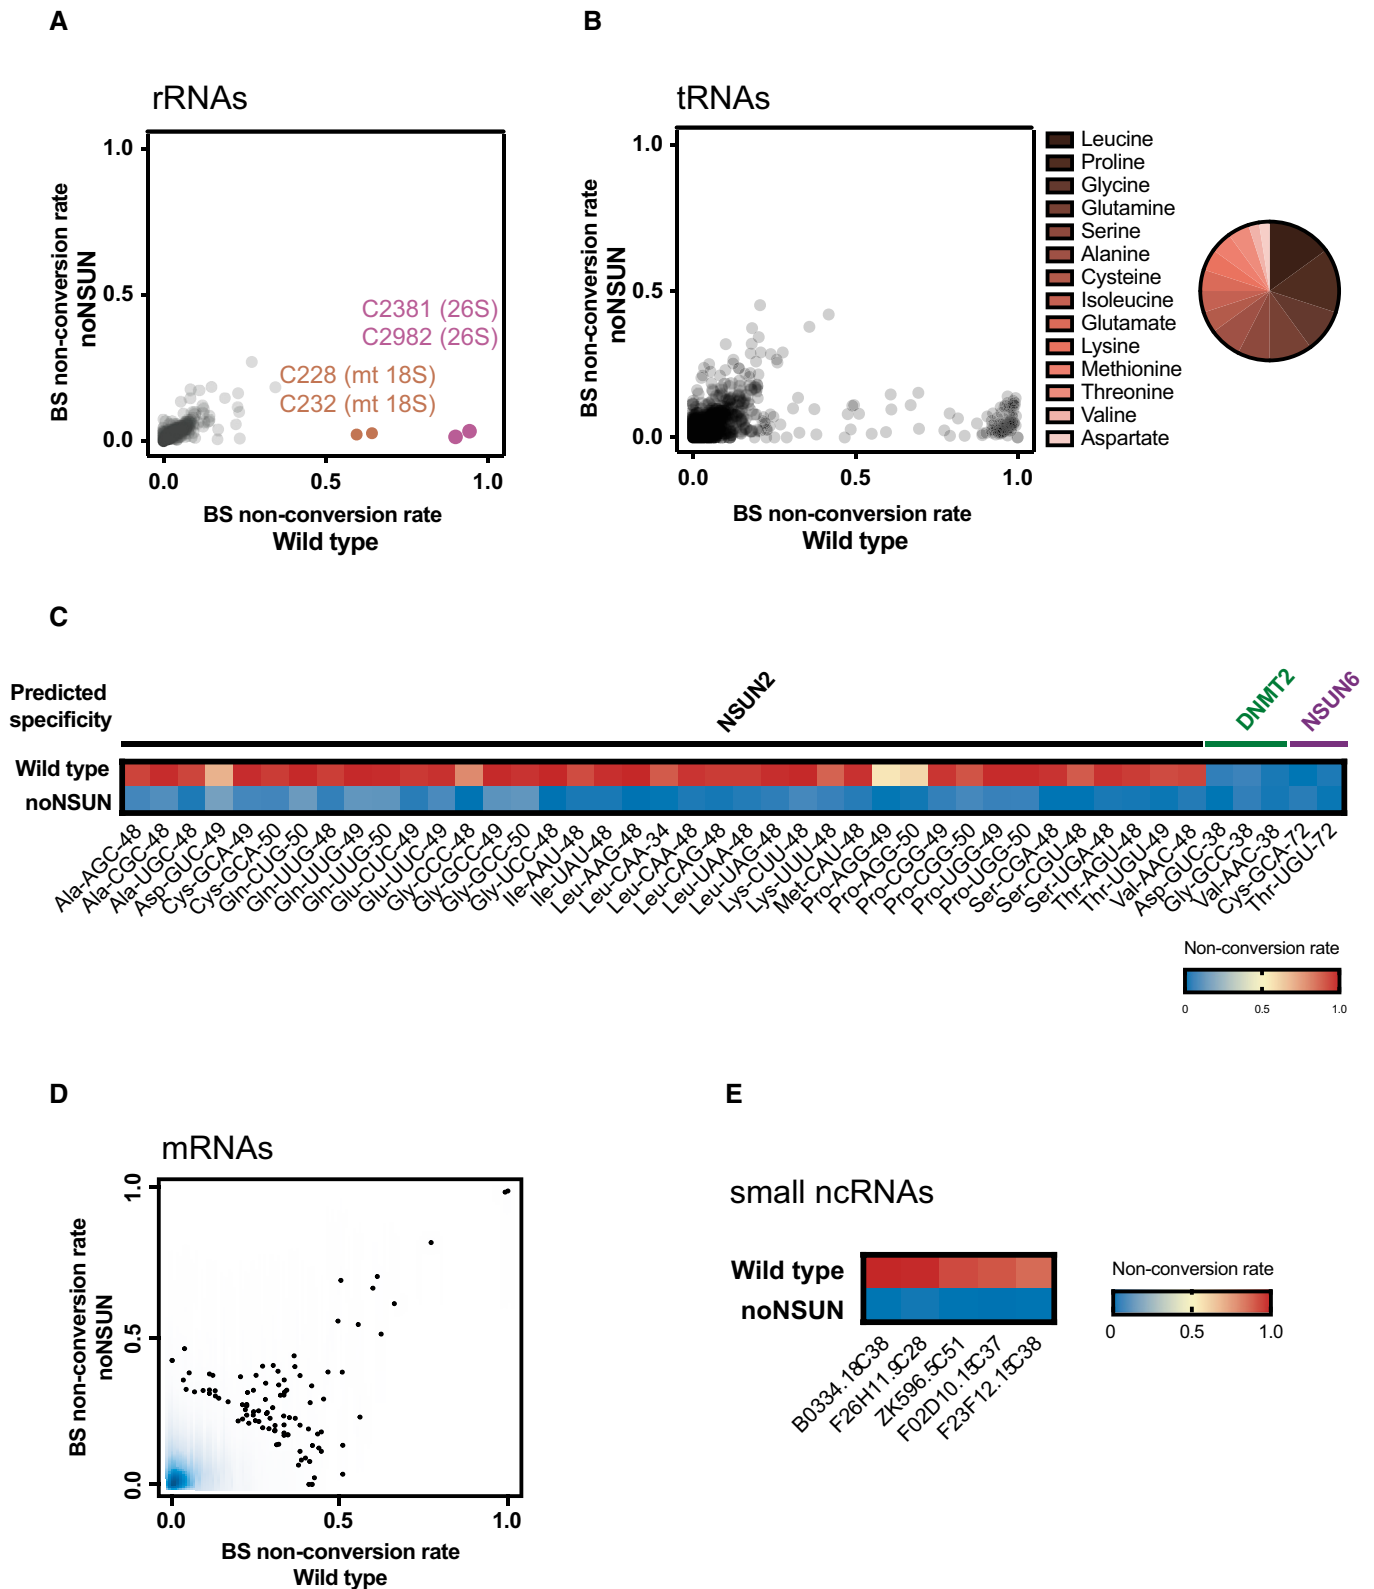 A
rRNAs
1.0
0.5
0.0
BS non-conversion rate
noNSUN
C2381 (26S)
C2982 (26S)
C228 (mt 18S)
C232 (mt 18S)
0.0 0.5 1.0
BS non-conversion rate
Wild type
B
tRNAs
1.0
0.5
0.0
BS non-conversion rate
noNSUN
0.0 0.5 1.0
BS non-conversion rate
Wild type
Leucine
Proline
Glycine
Glutamine
Serine
Alanine
Cysteine
Isoleucine
Glutamate
Lysine
Methionine
Threonine
Valine
Aspartate
C
Predicted
specificity
NSUN2
DNMT2
NSUN6
Wild type
noNSUN
Ala-AGC-48
Ala-CGC-48
Ala-UGC-48
Asp-GUC-49
Cys-GCA-49
Cys-GCA-50
Gln-CUG-50
Gln-UUG-48
Gln-UUG-49
Gln-UUG-50
Glu-CUC-49
Glu-UUC-49
Gly-CCC-48
Gly-GCC-49
Gly-GCC-50
Gly-UCC-48
Ile-AAU-48
Ile-UAU-48
Leu-AAG-48
Leu-CAA-34
Leu-CAA-48
Leu-CAG-48
Leu-UAA-48
Leu-UAG-48
Lys-CUU-48
Lys-UUU-48
Met-CAU-48
Pro-AGG-49
Pro-AGG-50
Pro-CGG-49
Pro-CGG-50
Pro-UGG-49
Pro-UGG-50
Ser-CGA-48
Ser-CGU-48
Ser-UGA-48
Thr-AGU-48
Thr-UGU-49
Val-AAC-48
Asp-GUC-38
Gly-GCC-38
Val-AAC-38
Cys-GCA-72
Thr-UGU-72
Non-conversion rate
0 0.5 1.0
D
mRNAs
1.0
0.5
0.0
BS non-conversion rate
noNSUN
0.0 0.5 1.0
BS non-conversion rate
Wild type
E
small ncRNAs
Wild type
noNSUN
B0334.18C38
F26H11.9C28
ZK596.5C51
F02D10.15C37
F23F12.15C38
Non-conversion rate
0 0.5 1.0